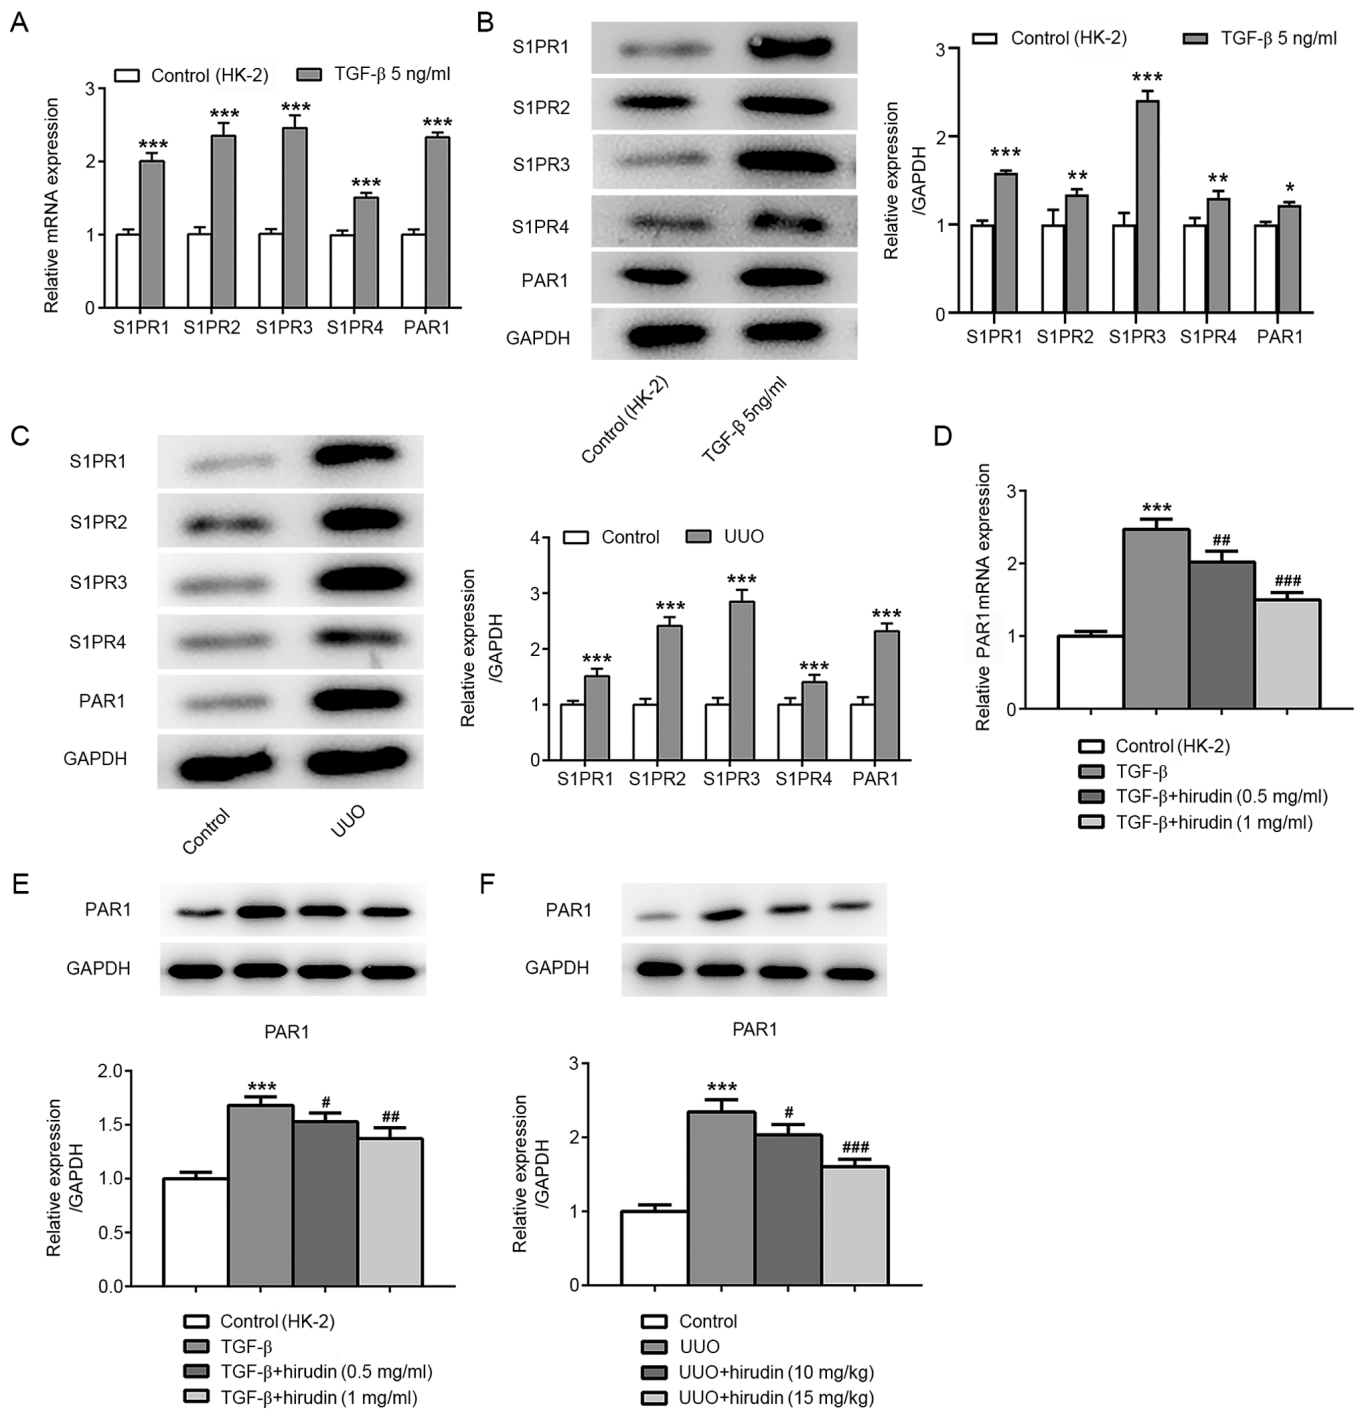 A
Control (HK-2)
TGF-β 5 ng/ml
Relative mRNA expression
3
2
1
0
***
***
***
***
***
S1PR1
S1PR2
S1PR3
S1PR4
PAR1
B
S1PR1
S1PR2
S1PR3
S1PR4
PAR1
GAPDH
Control (HK-2)
TGF-β 5ng/ml
Control (HK-2)
TGF-β 5 ng/ml
Relative expression
/GAPDH
3
2
1
0
***
**
***
**
*
S1PR1
S1PR2
S1PR3
S1PR4
PAR1
C
S1PR1
S1PR2
S1PR3
S1PR4
PAR1
GAPDH
Control
UUO
Control
UUO
Relative expression
/GAPDH
4
3
2
1
0
***
***
***
***
***
S1PR1
S1PR2
S1PR3
S1PR4
PAR1
D
Relative PAR1 mRNA expression
3
2
1
0
***
##
###
Control (HK-2)
TGF-β
TGF-β+hirudin (0.5 mg/ml)
TGF-β+hirudin (1 mg/ml)
E
PAR1
GAPDH
PAR1
Relative expression
/GAPDH
2.0
1.5
1.0
0.5
0.0
***
#
##
Control (HK-2)
TGF-β
TGF-β+hirudin (0.5 mg/ml)
TGF-β+hirudin (1 mg/ml)
F
PAR1
GAPDH
PAR1
Relative expression
/GAPDH
3
2
1
0
***
#
###
Control
UUO
UUO+hirudin (10 mg/kg)
UUO+hirudin (15 mg/kg)